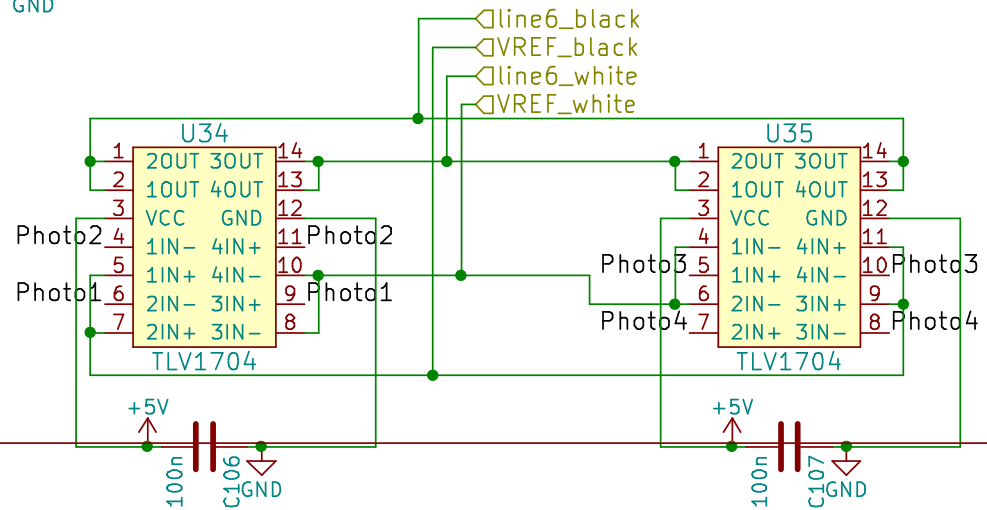 GND
line6_black
VREF_black
line6_white
VREF_white
U34
1 2OUT 3OUT 14
2 1OUT 4OUT 13
3 VCC GND 12
Photo2 4 1IN- 4IN+ 11 Photo2
5 1IN+ 4IN- 10
Photo1 6 2IN- 3IN+ 9 Photo1
7 2IN+ 3IN- 8
TLV1704
U35
1 2OUT 3OUT 14
2 1OUT 4OUT 13
3 VCC GND 12
4 1IN- 4IN+ 11
Photo3 5 1IN+ 4IN- 10 Photo3
6 2IN- 3IN+ 9
Photo4 7 2IN+ 3IN- 8 Photo4
TLV1704
+5V
100n
C106
GND
+5V
100n
C107
GND